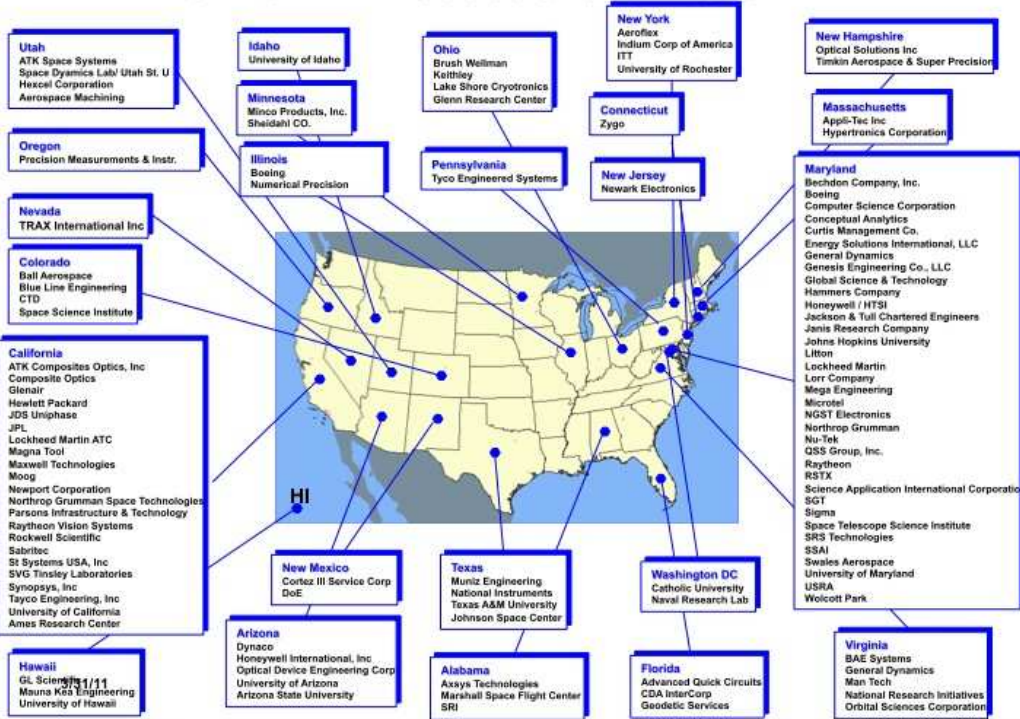 Utah
ATK Space Systems
Space Dyamics Lab/ Utah St. U
Hexcel Corporation
Aerospace Machining
Idaho
University of Idaho
Minnesota
Minco Products, Inc.
Sheldahl CO.
Illinois
Boeing
Numerical Precision
Ohio
Brush Wellman
Keithley
Lake Shore Cryotronics
Glenn Research Center
Pennsylvania
Tyco Engineered Systems
New York
Aeroflex
Indium Corp of America
ITT
University of Rochester
Connecticut
Zygo
New Jersey
Newark Electronics
New Hampshire
Optical Solutions Inc
Timkin Aerospace & Super Precision
Massachusetts
Appli-Tec Inc
Hypertronics Corporation
Oregon
Precision Measurements & Instr.
Nevada
TRAX International Inc
Colorado
Ball Aerospace
Blue Line Engineering
CTD
Space Science Institute
California
ATK Composites Optics, Inc
Composite Optics
Glenair
Hewlett Packard
JDS Uniphase
JPL
Lockheed Martin ATC
Magna Tool
Maxwell Technologies
Moog
Newport Corporation
Northrop Grumman Space Technologies
Parsons Infrastructure & Technology
Raytheon Vision Systems
Rockwell Scientific
Sabritec
St Systems USA, Inc
SVG Tinsley Laboratories
Synopsys, Inc
Tayco Engineering, Inc
University of California
Ames Research Center
Maryland
Bechdon Company, Inc.
Boeing
Computer Science Corporation
Conceptual Analytics
Curtis Management Co.
Energy Solutions International, LLC
General Dynamics
Genesis Engineering Co., LLC
Global Science & Technology
Hammers Company
Honeywell / HTSI
Jackson & Tull Chartered Engineers
Janis Research Company
Johns Hopkins University
Litton
Lockheed Martin
Lorr Company
Mega Engineering
Microtel
NGST Electronics
Northrop Grumman
Nu-Tek
QSS Group, Inc.
Raytheon
RSTX
Science Application International Corporatio
SGT
Sigma
Space Telescope Science Institute
SRS Technologies
SSAI
Swales Aerospace
University of Maryland
USRA
Wolcott Park
HI
New Mexico
Cortez III Service Corp
DoE
Texas
Muniz Engineering
National Instruments
Texas A&M University
Johnson Space Center
Washington DC
Catholic University
Naval Research Lab
Hawaii
GL
3/31/11
Mauna Kea Engineering
University of Hawaii
Arizona
Dynaco
Honeywell International, Inc
Optical Device Engineering Corp
University of Arizona
Arizona State University
Alabama
Axsys Technologies
Marshall Space Flight Center
SRI
Florida
Advanced Quick Circuits
CDA InterCorp
Geodetic Services
Virginia
BAE Systems
General Dynamics
Man Tech
National Research Initiatives
Orbital Sciences Corporation